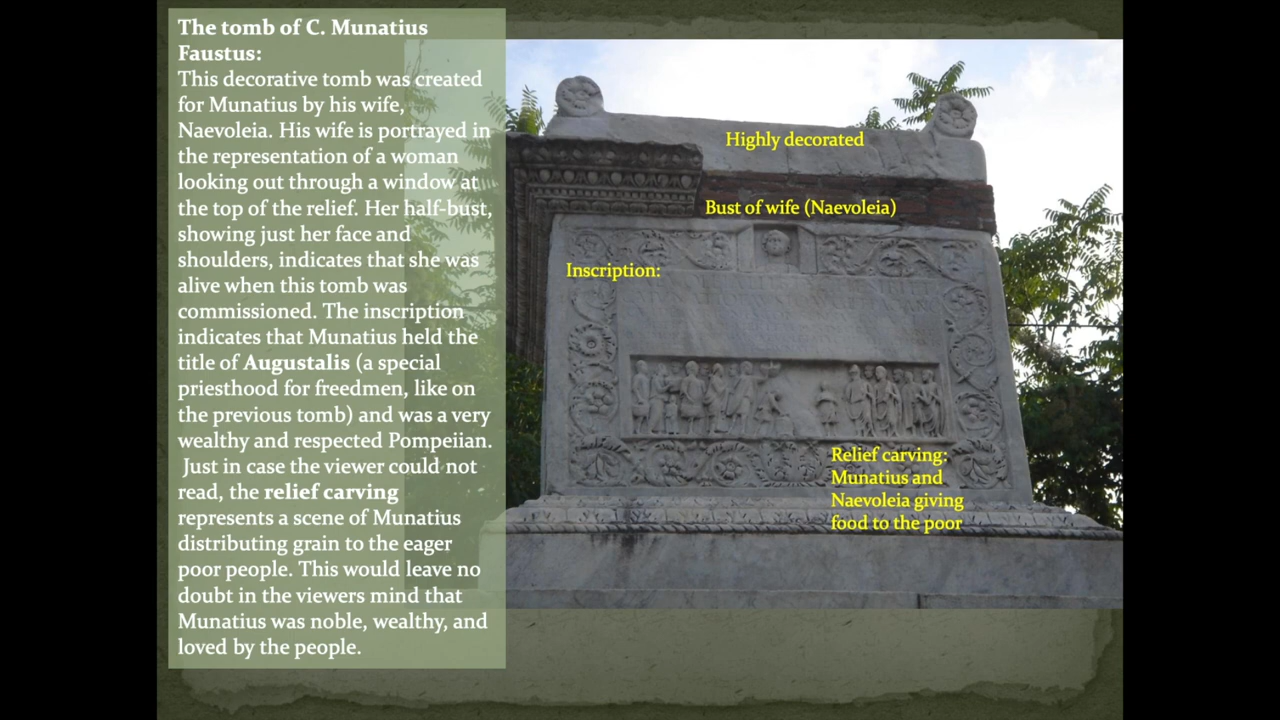 The tomb of C. Munatius
Faustus:
This decorative tomb was created
for Munatius by his wife,
Naevoleia. His wife is portrayed in
the representation of a woman
looking out through a window at
the top of the relief. Her half-bust,
showing just her face and
shoulders, indicates that she was
alive when this tomb was
commissioned. The inscription
indicates that Munatius held the
title of Augustalis (a special
priesthood for freedmen, like on
the previous tomb) and was a very
wealthy and respected Pompeiian.
Just in case the viewer could not
read, the relief carving
represents a scene of Munatius
distributing grain to the eager
poor people. This would leave no
doubt in the viewers mind that
Munatius was noble, wealthy, and
loved by the people.
Highly decorated
Bust of wife (Naevoleia)
Inscription:
Relief carving:
Munatius and
Naevoleia giving
food to the poor